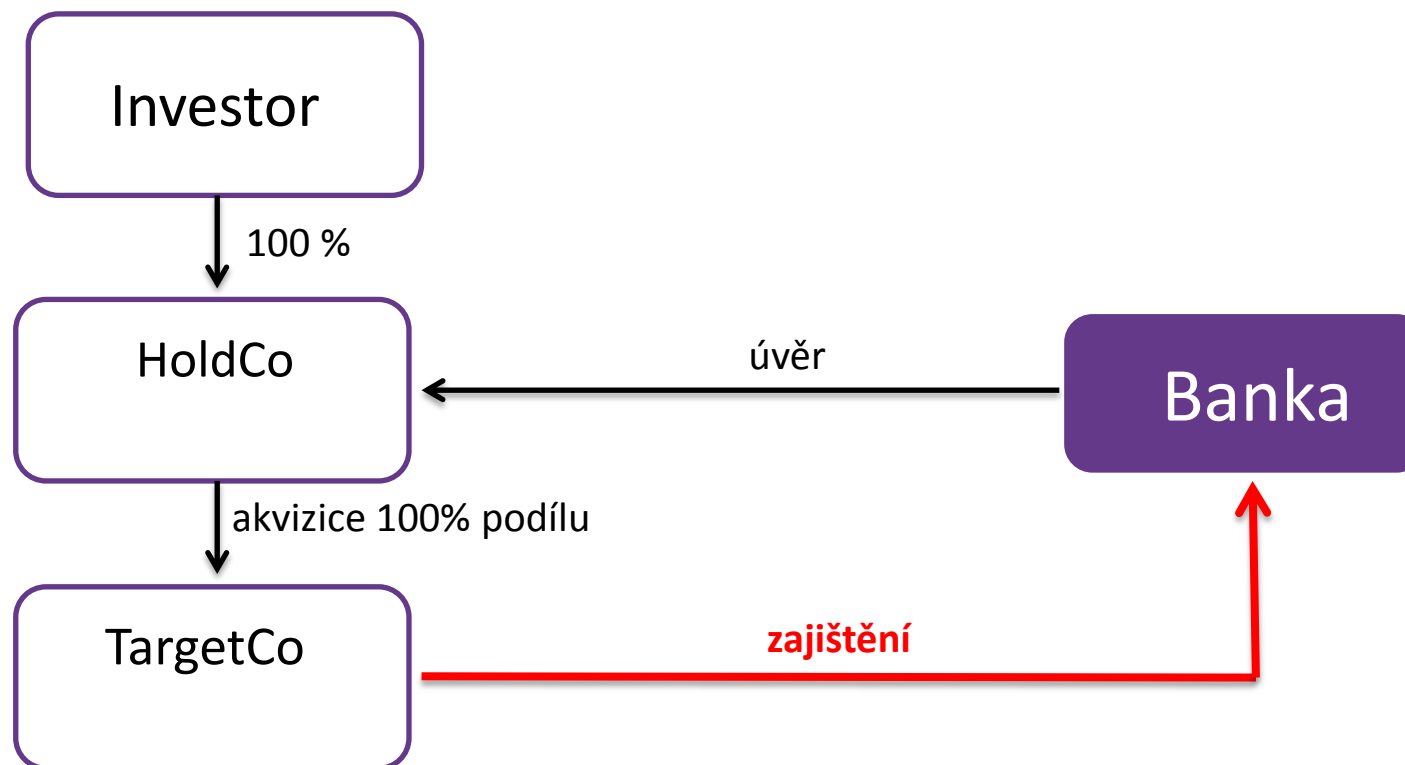 Investor
100 %
HoldCo
úvěr
Banka
akvizice 100% podílu
TargetCo
zajištění